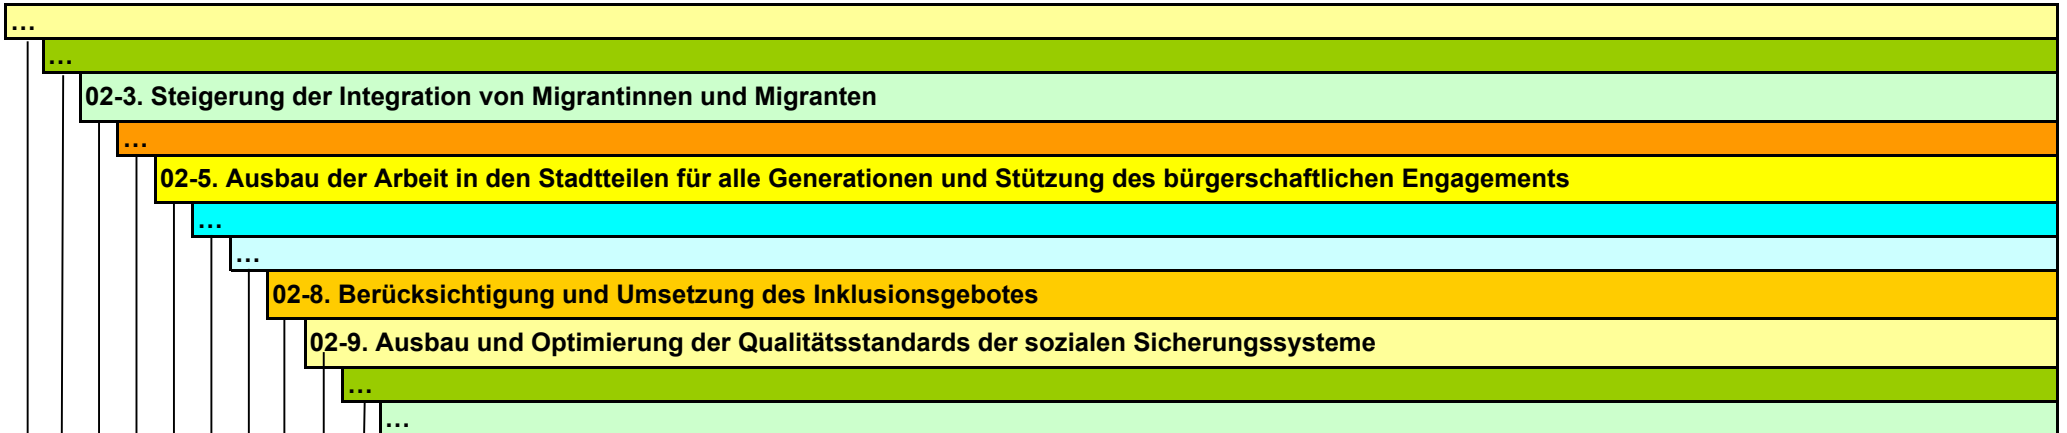 ...
...
02-3. Steigerung der Integration von Migrantinnen und Migranten
...
02-5. Ausbau der Arbeit in den Stadtteilen für alle Generationen und Stützung des bürgerschaftlichen Engagements
...
...
02-8. Berücksichtigung und Umsetzung des Inklusionsgebotes
02-9. Ausbau und Optimierung der Qualitätsstandards der sozialen Sicherungssysteme
...
...